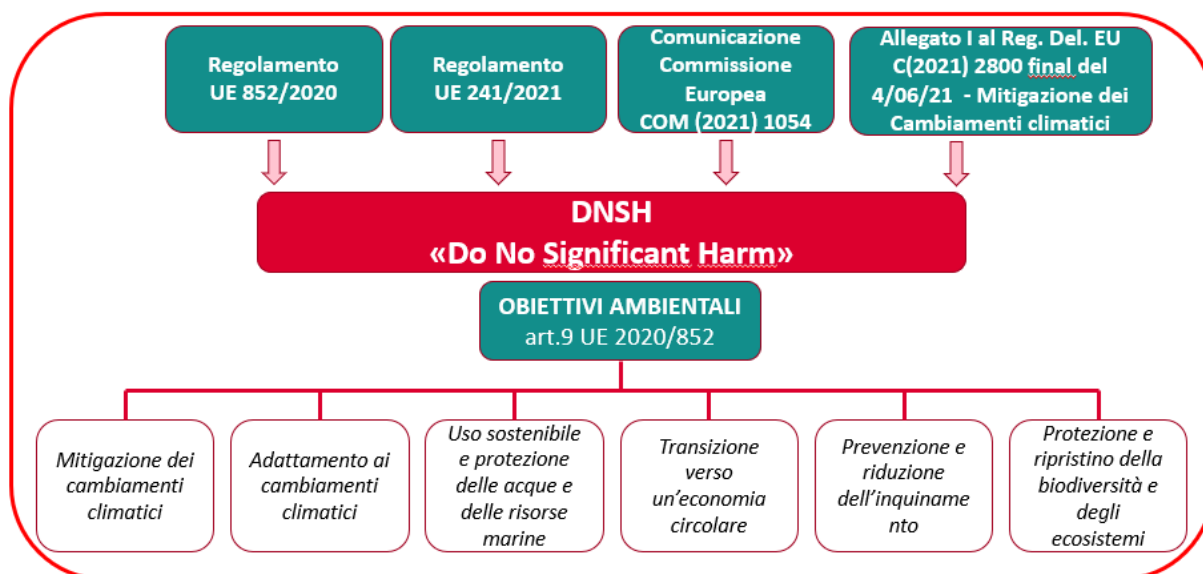 Regolamento
UE 852/2020
Regolamento
UE 241/2021
Comunicazione
Commissione
Europea
COM (2021) 1054
Allegato I al Reg. Del. EU
C(2021) 2800 final del
4/06/21 - Mitigazione dei
Cambiamenti climatici
DNSH
«Do No Significant Harm»
OBIETTIVI AMBIENTALI
art.9 UE 2020/852
Mitigazione dei
cambiamenti
climatici
Adattamento ai
cambiamenti
climatici
Uso sostenibile
e protezione
delle acque e
delle risorse
marine
Transizione
verso
un’economia
circolare
Prevenzione e
riduzione
dell’inquiname
nto
Protezione e
ripristino della
biodiversità e
degli
ecosistemi